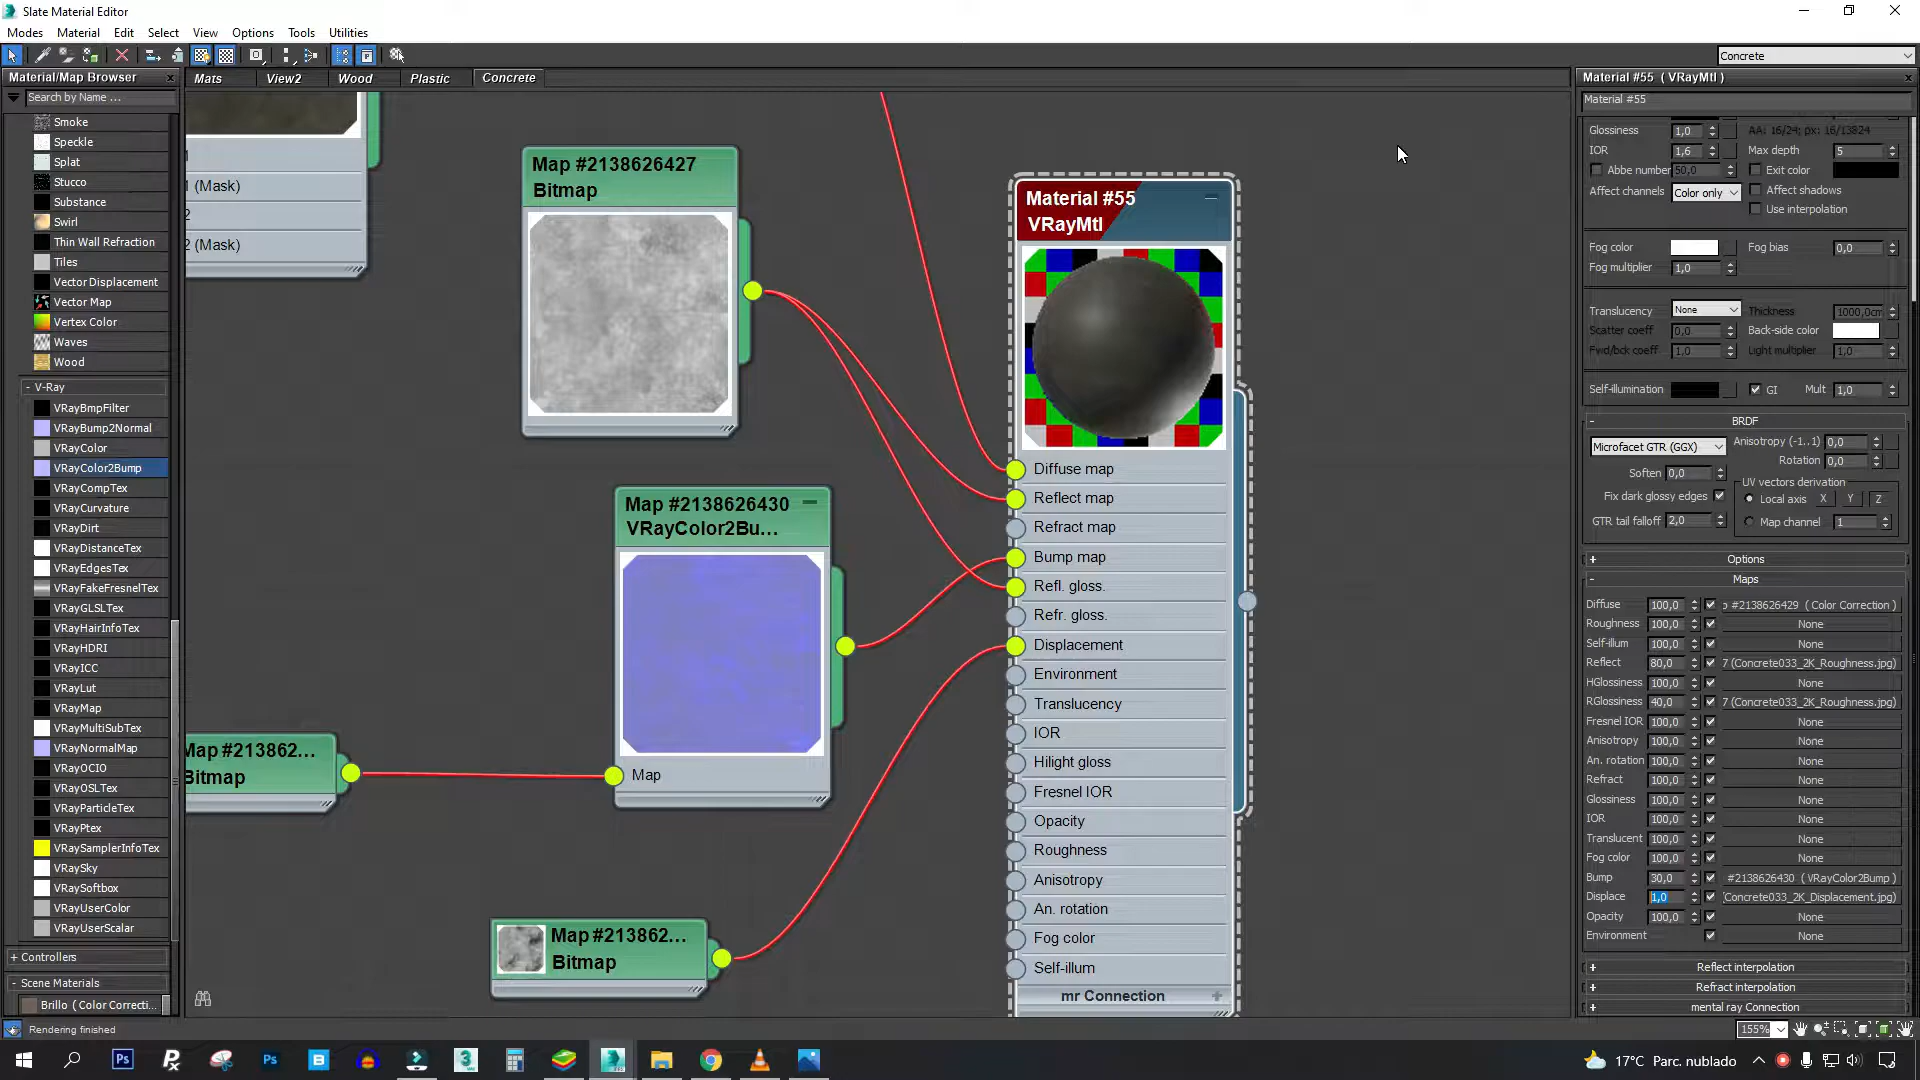 Slate Material Editor
Modes Material Edit Select View Options Tools Utilities
Concrete
Material/Map Browser
Search by Name ...
Smoke
Speckle
Splat
Stucco
Substance
Swirl
Thin Wall Refraction
Tiles
Vector Displacement
Vector Map
Vertex Color
Waves
Wood
- V-Ray
VRayBmpFilter
VRayBump2Normal
VRayColor
VRayColor2Bump
VRayCompTex
VRayCurvature
VRayDirt
VRayDistanceTex
VRayEdgesTex
VRayFakeFresnelTex
VRayGLSLTex
VRayHairInfoTex
VRayHDRI
VRayICC
VRayLut
VRayMap
VRayMultiSubTex
VRayNormalMap
VRayOCIO
VRayOSLTex
VRayParticleTex
VRayPtex
VRaySamplerInfoTex
VRaySky
VRaySoftbox
VRayUserColor
VRayUserScalar
+ Controllers
- Scene Materials
Brillo ( Color Correcti...
Mats View2 Wood Plastic Concrete
1 (Mask)
2
2 (Mask)
Map #2138626427
Bitmap
Map #2138626430
VRayColor2Bu...
Map
Map #213862...
Bitmap
Map #213862...
Bitmap
Material #55
VRayMtl
Diffuse map
Reflect map
Refract map
Bump map
Refl. gloss.
Refr. gloss.
Displacement
Environment
Translucency
IOR
Hilight gloss
Fresnel IOR
Opacity
Roughness
Anisotropy
An. rotation
Fog color
Self-illum
mr Connection +
Material #55 ( VRayMtl )
Material #55
Glossiness 1,0 AA: 16/24; px: 16/13824
IOR 1,6 Max depth 5
Abbe number 50,0 Exit color
Affect channels Color only Affect shadows
Use interpolation
Fog color Fog bias 0,0
Fog multiplier 1,0
Translucency None Thickness 1000,0cm
Scatter coeff 0,0 Back-side color
Fwd/bck coeff 1,0 Light multiplier 1,0
Self-illumination GI Mult 1,0
- BRDF
Microfacet GTR (GGX) Anisotropy (-1..1) 0,0
Rotation 0,0
Soften 0,0 UV vectors derivation
Fix dark glossy edges Local axis X Y Z
GTR tail falloff 2,0 Map channel 1
+ Options
- Maps
Diffuse 100,0 #2138626429 ( Color Correction )
Roughness 100,0 None
Self-illum 100,0 None
Reflect 80,0 7 (Concrete033_2K_Roughness.jpg)
HGlossiness 100,0 None
RGlossiness 40,0 7 (Concrete033_2K_Roughness.jpg)
Fresnel IOR 100,0 None
Anisotropy 100,0 None
An. rotation 100,0 None
Refract 100,0 None
Glossiness 100,0 None
IOR 100,0 None
Translucent 100,0 None
Fog color 100,0 None
Bump 30,0 #2138626430 ( VRayColor2Bump )
Displace 1,0 (Concrete033_2K_Displacement.jpg)
Opacity 100,0 None
Environment None
+ Reflect interpolation
+ Refract interpolation
+ mental ray Connection
Rendering finished
155%
17°C Parc. nublado